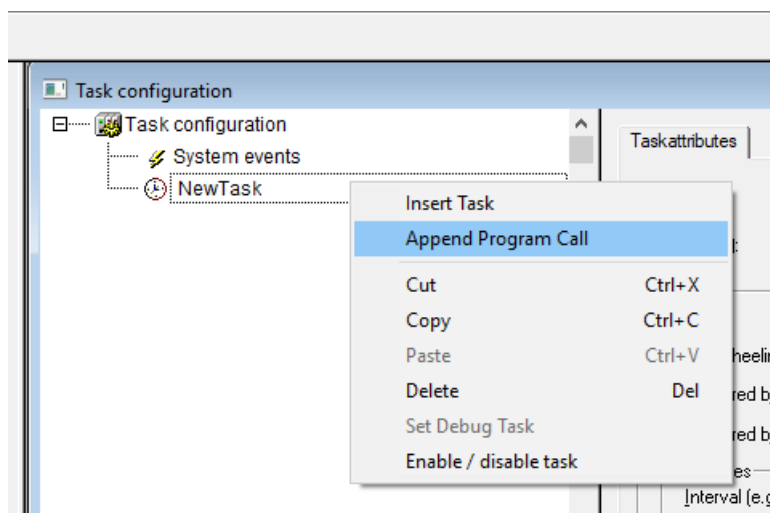 Task configuration
Task configuration
System events
NewTask
Taskattributes
Insert Task
Append Program Call
Cut Ctrl+X
Copy Ctrl+C
Paste Ctrl+V
Delete Del
Set Debug Task
Enable / disable task
Interval (e.g